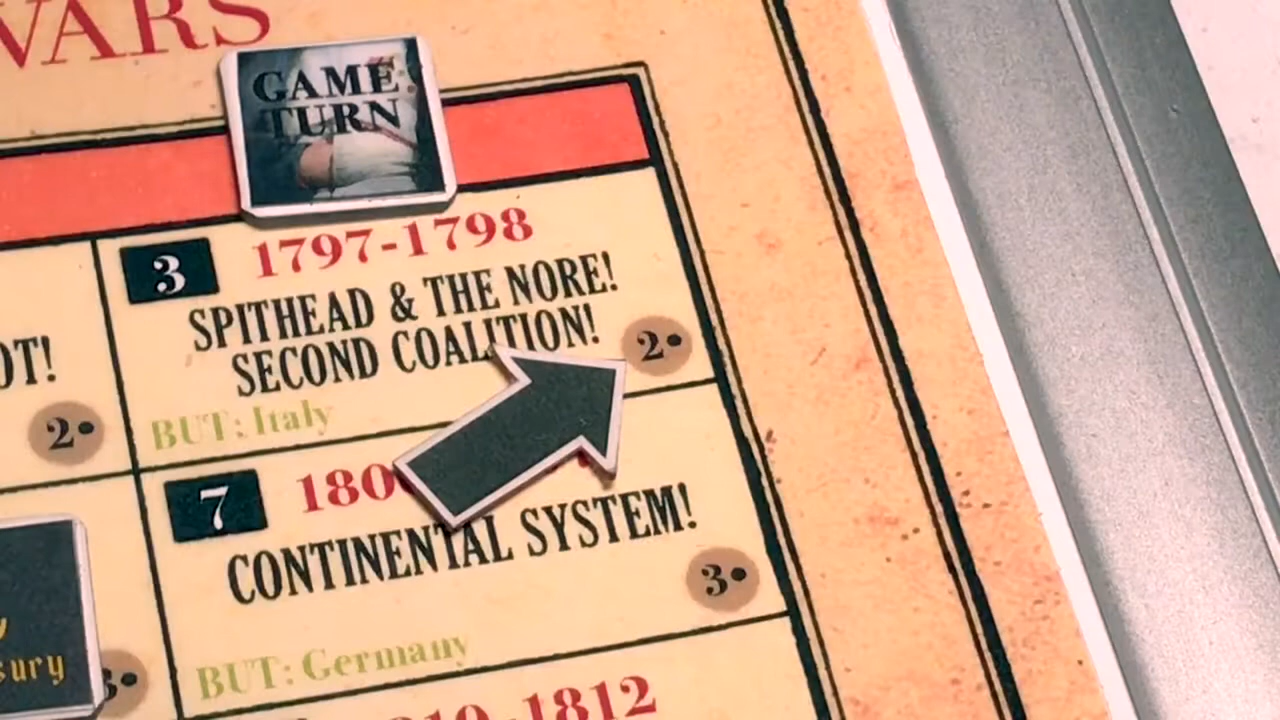 WARS
GAME
TURN
3 1797-1798
SPITHEAD & THE NORE!
SECOND COALITION!
2•
BUT: Italy
OT!
2•
7 180
CONTINENTAL SYSTEM!
3•
BUT: Germany
sury
-1812